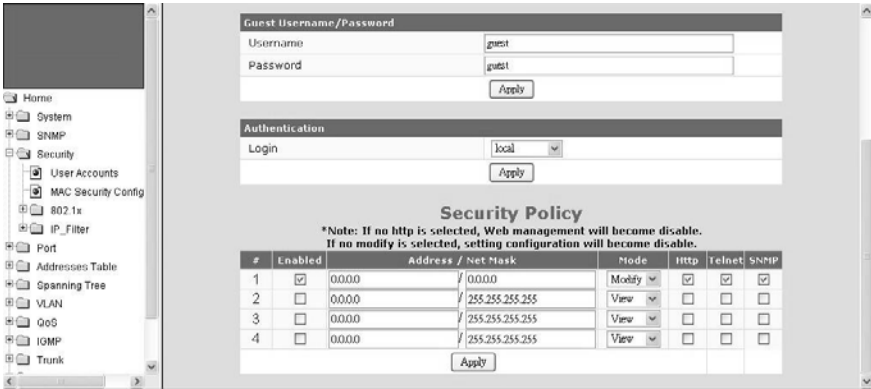 Home
System
SNMP
Security
User Accounts
MAC Security Config
802.1x
IP_Filter
Port
Addresses Table
Spanning Tree
VLAN
QoS
IGMP
Trunk
Guest Username/Password
Username guest
Password guest
Apply
Authentication
Login local
Apply
Security Policy
*Note: If no http is selected, Web management will become disable.
If no modify is selected, setting configuration will become disable.
# Enabled Address / Net Mask Mode Http Telnet SNMP
1 0.0.0.0 / 0.0.0.0 Modify
2 0.0.0.0 / 255.255.255.255 View
3 0.0.0.0 / 255.255.255.255 View
4 0.0.0.0 / 255.255.255.255 View
Apply